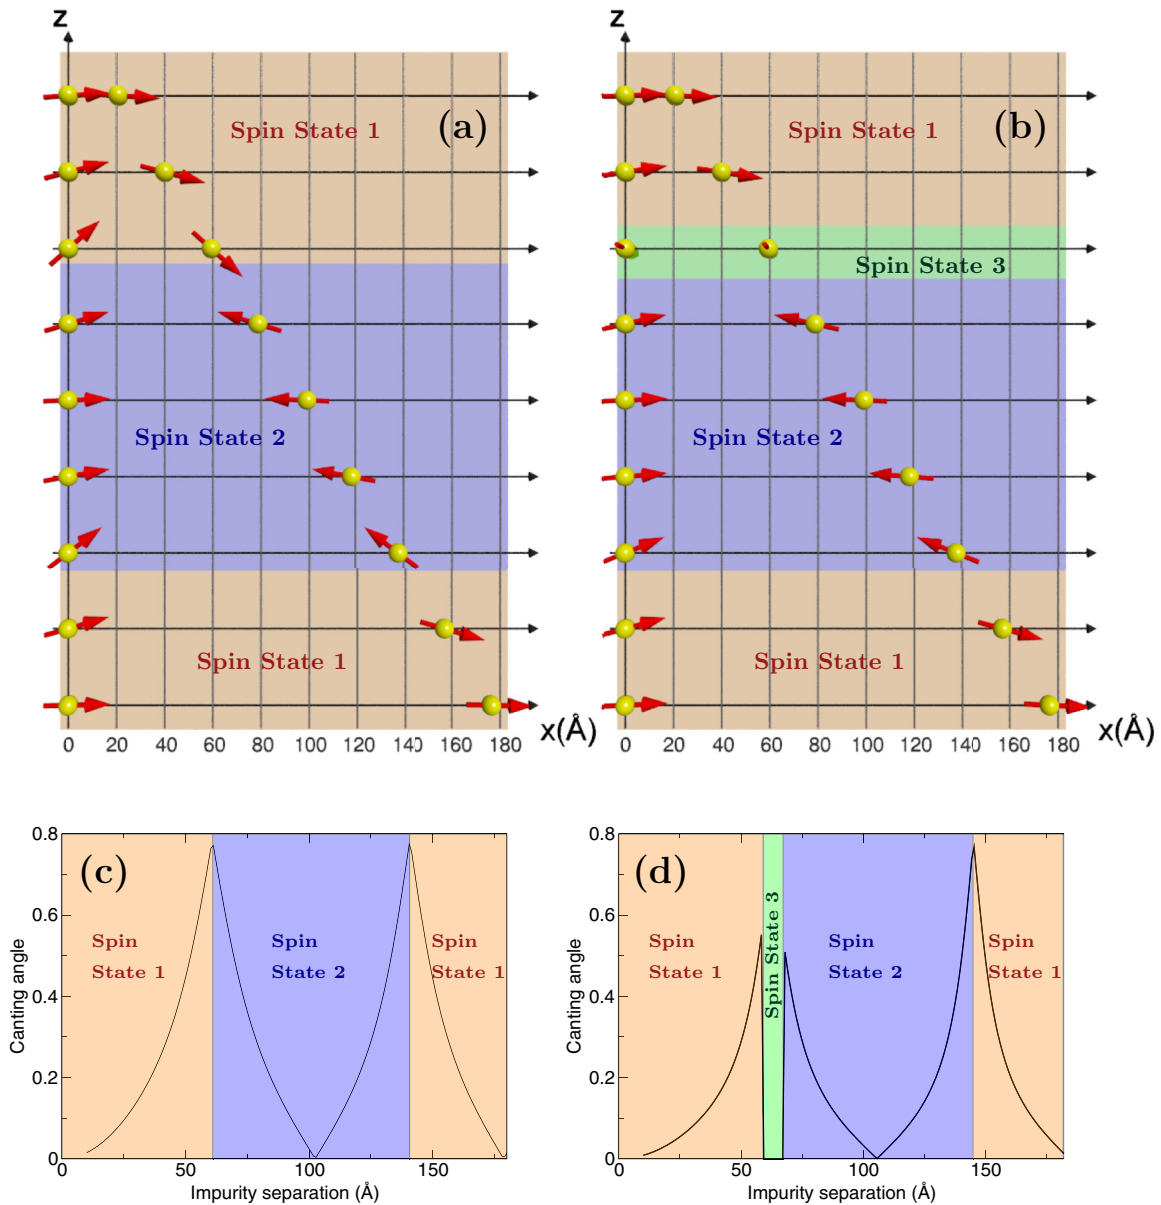 z
(a)
Spin State 1
Spin State 2
Spin State 1
x(Å)
0 20 40 60 80 100 120 140 160 180
z
(b)
Spin State 1
Spin State 3
Spin State 2
Spin State 1
x(Å)
0 20 40 60 80 100 120 140 160 180
(c)
0.8
0.6
0.4
0.2
0
Canting angle
Spin
State 1
Spin
State 2
Spin
State 1
0 50 100 150
Impurity separation (Å)
(d)
0.8
0.6
0.4
0.2
0
Canting angle
Spin
State 1
Spin State 3
Spin
State 2
Spin
State 1
0 50 100 150
Impurity separation (Å)